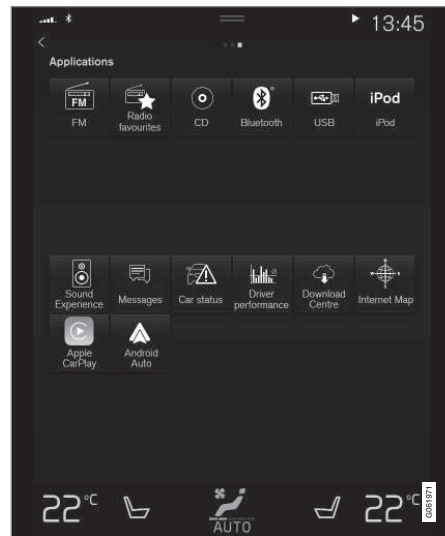 13:45
Applications
FM
iPod
FM
Radio
favourites
CD
Bluetooth
USB
iPod
Sound
Experience
Messages
Car status
Driver
performance
Download
Centre
Internet Map
Apple
CarPlay
Android
Auto
22°C
AUTO
22°C
G061971